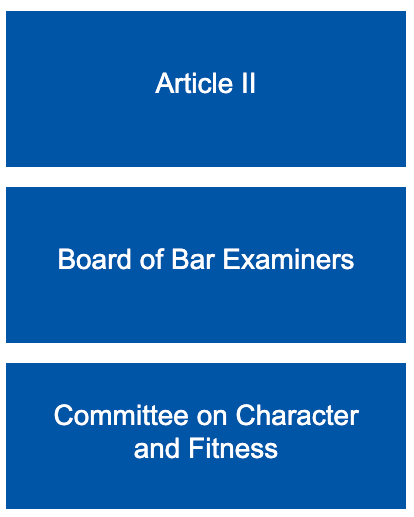 Article II
Board of Bar Examiners
Committee on Character
and Fitness